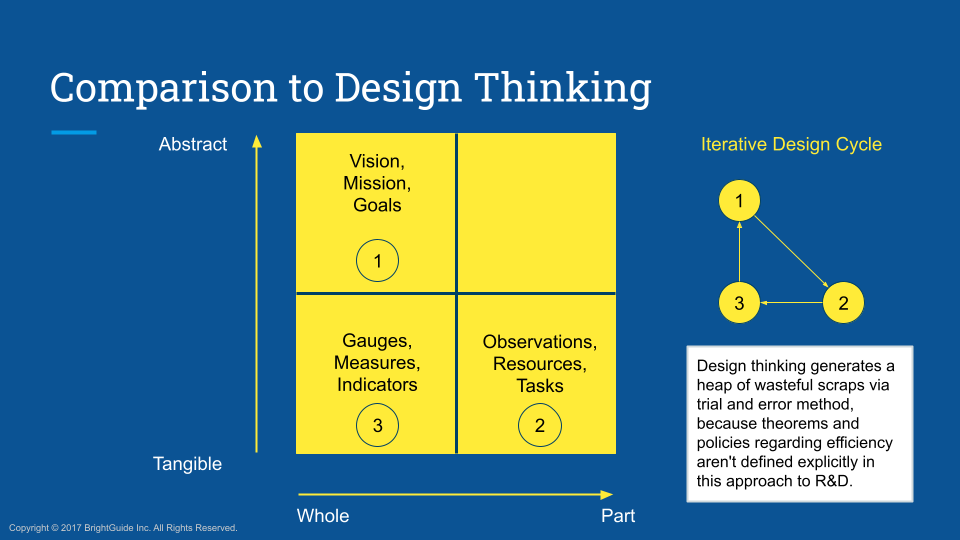 Comparison to Design Thinking
Abstract
Vision,
Mission,
Goals
1
Gauges,
Measures,
Indicators
3
Observations,
Resources,
Tasks
2
Tangible
Whole
Part
Iterative Design Cycle
1
3
2
Design thinking generates a
heap of wasteful scraps via
trial and error method,
because theorems and
policies regarding efficiency
aren't defined explicitly in
this approach to R&D.
Copyright © 2017 BrightGuide Inc. All Rights Reserved.